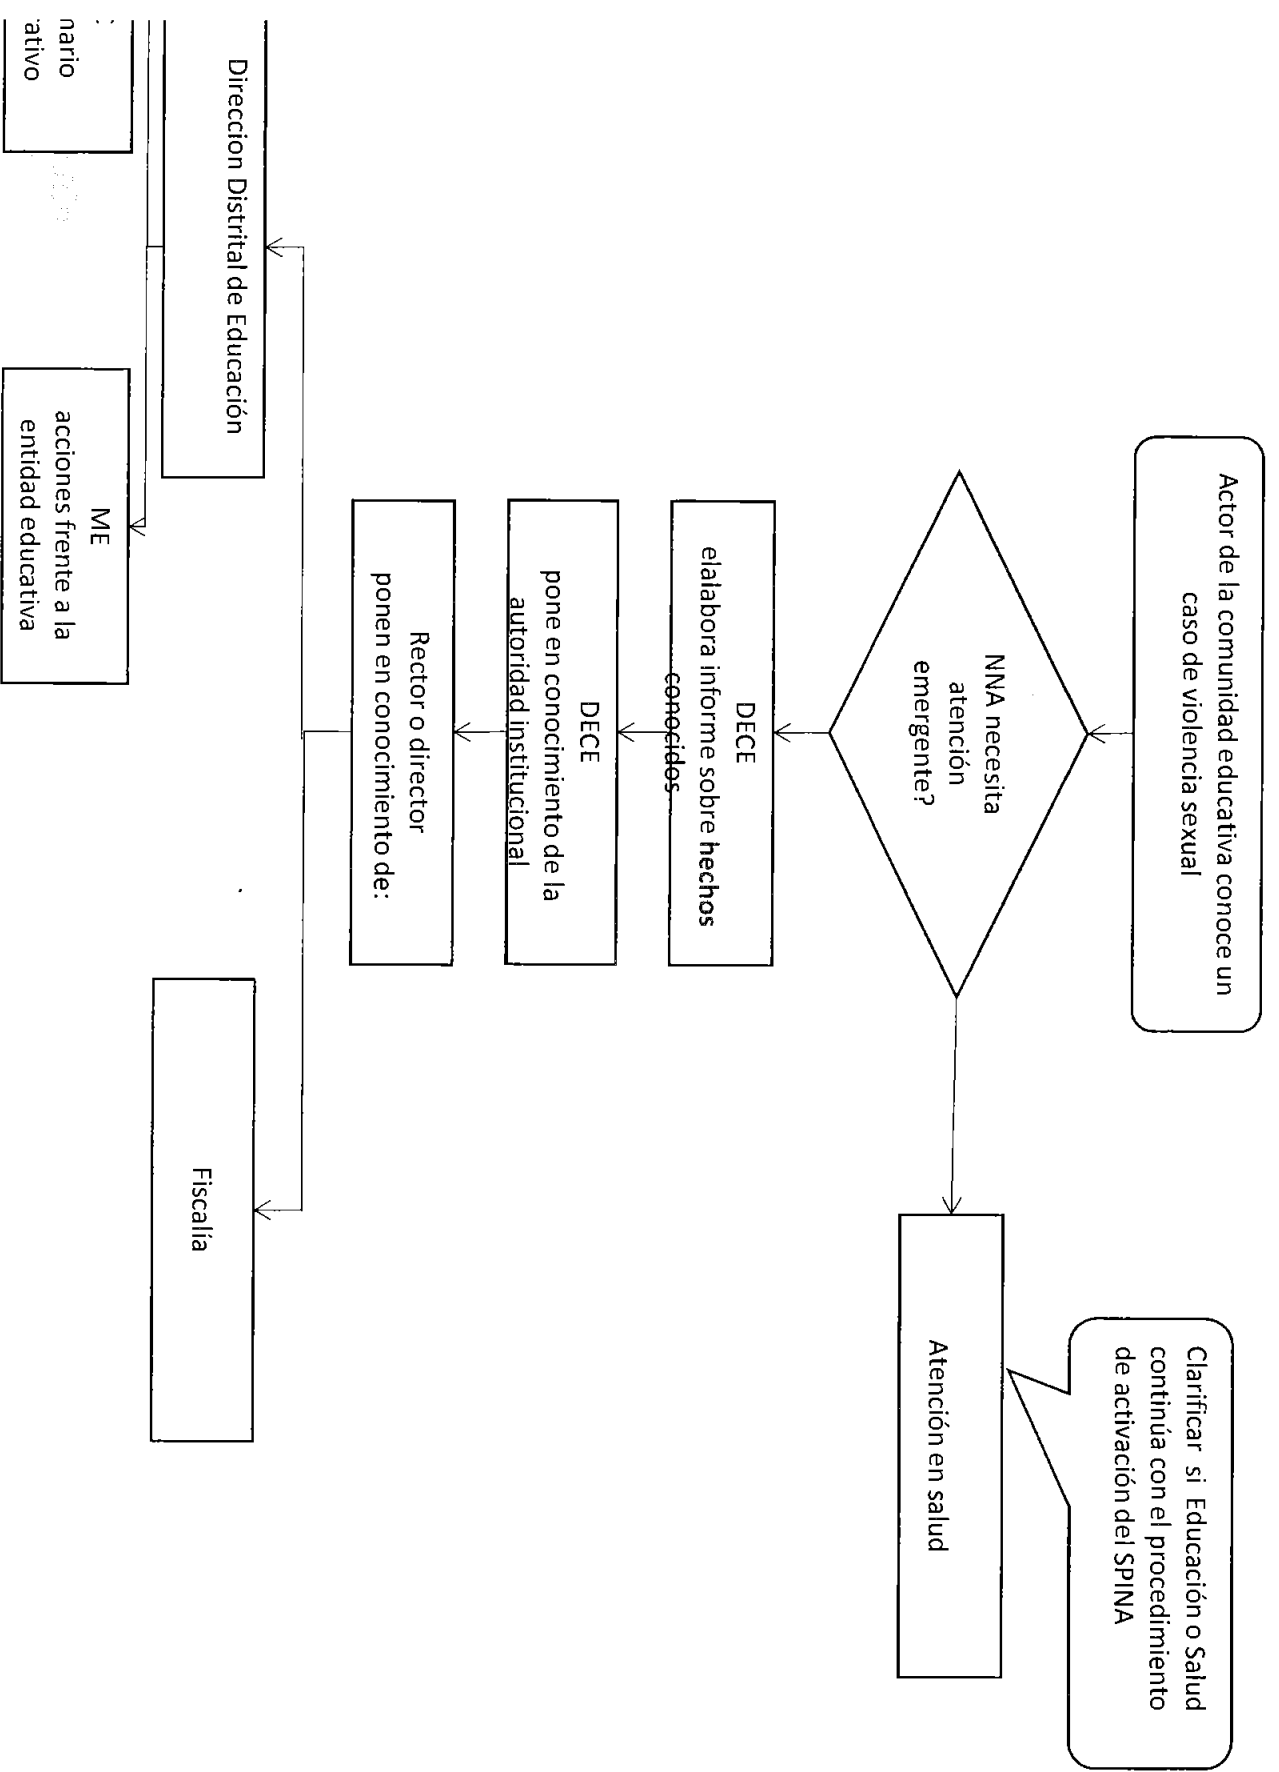 Actor de la comunidad educativa conoce un
caso de violencia sexual
Clarificar si Educación o Salud
continúa con el procedimiento
de activación del SPINA
NNA necesita
atención
emergente?
Atención en salud
DECE
elalabora informe sobre hechos
conocidos
DECE
pone en conocimiento de la
autoridad institucional
Rector o director
ponen en conocimiento de:
Direccion Distrital de Educación
Fiscalía
nario
ativo
ME
acciones frente a la
entidad educativa